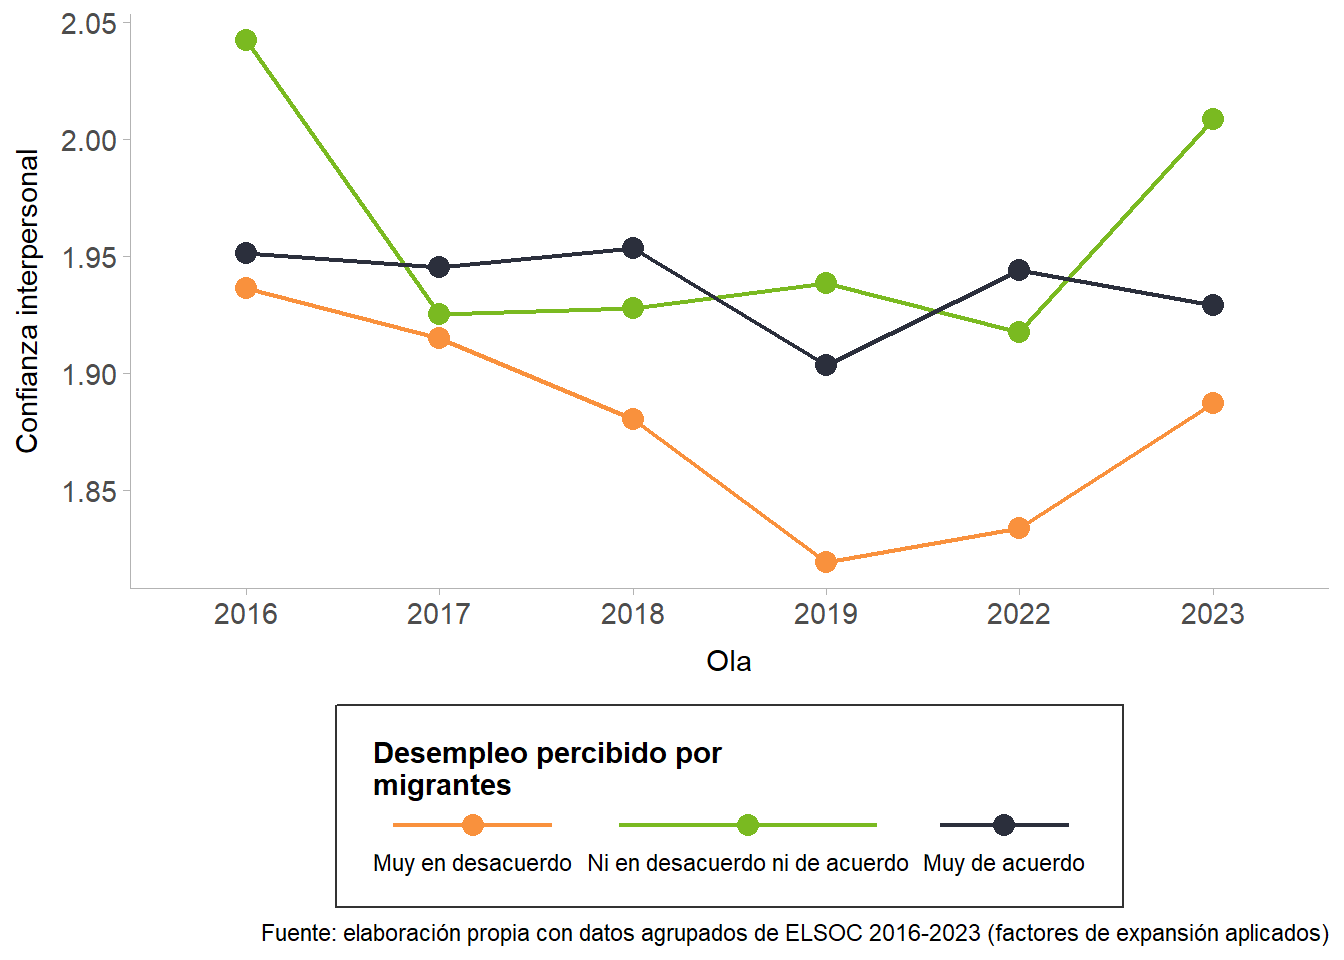 2.05
2.00
1.95
1.90
1.85
Confianza interpersonal
2016 2017 2018 2019 2022 2023
Ola
Desempleo percibido por
migrantes
Muy en desacuerdo Ni en desacuerdo ni de acuerdo Muy de acuerdo
Fuente: elaboración propia con datos agrupados de ELSOC 2016-2023 (factores de expansión aplicados)